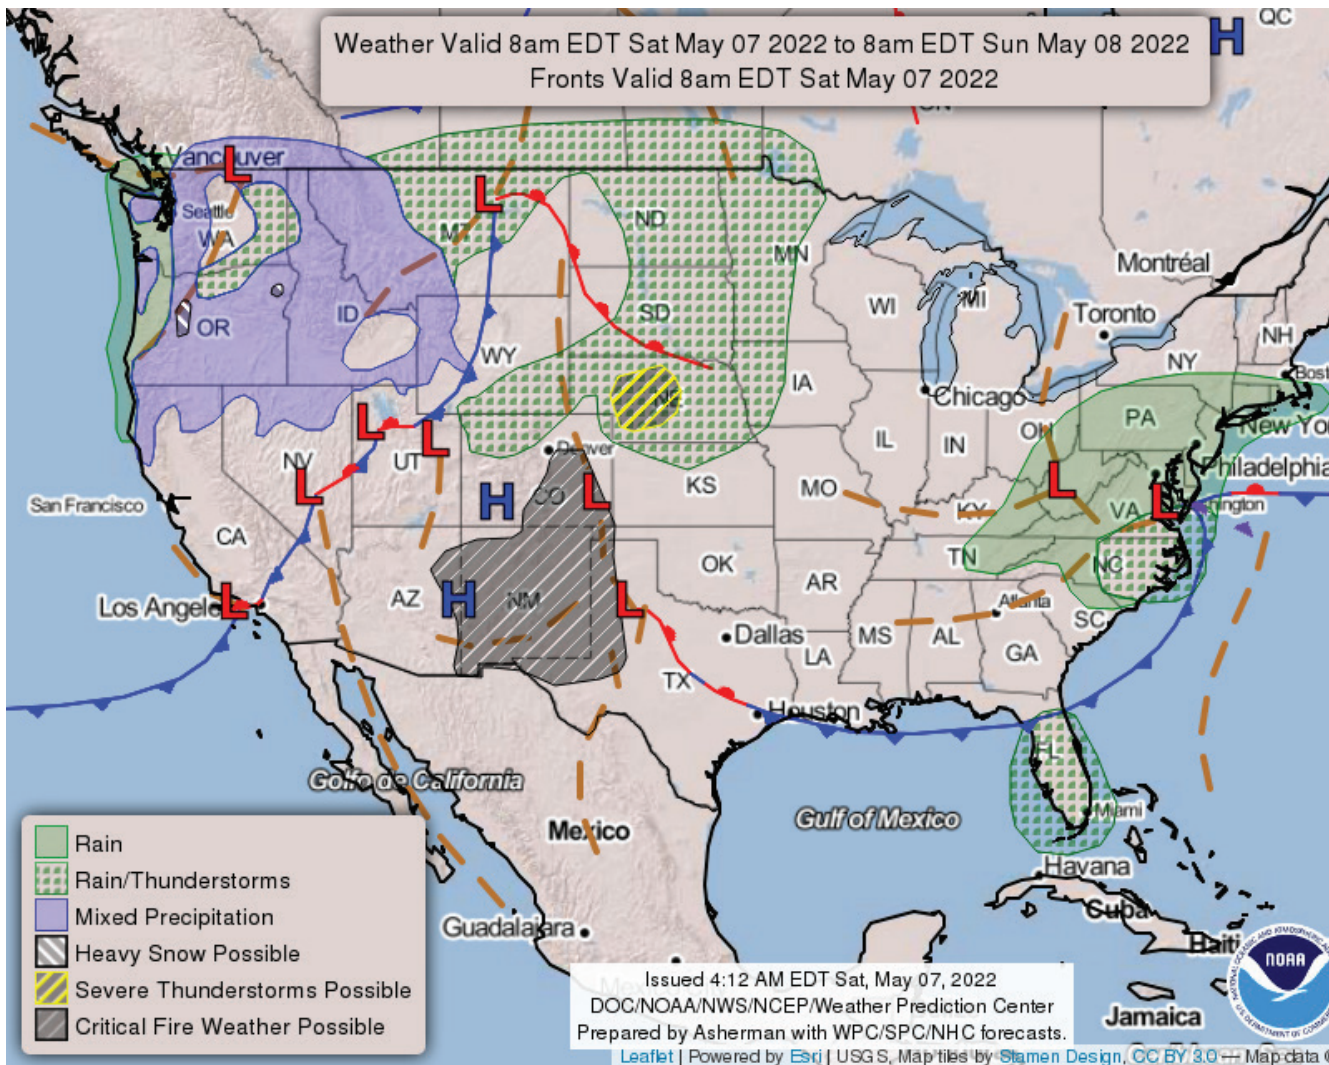 Weather Valid 8am EDT Sat May 07 2022 to 8am EDT Sun May 08 2022
Fronts Valid 8am EDT Sat May 07 2022
QC
H
Vancouver
L
Seattle
WA
L
MT
ND
MN
Montréal
OR
ID
SD
WI
MI
Toronto
NH
WY
NY
Bost
IA
Chicago
PA
New Yor
L
L
NV
UT
Denver
IL
IN
OH
Philadelphia
San Francisco
L
H
CO
L
KS
MO
KY
L
VA
L
ington
CA
OK
TN
NC
Los Angele
L
AZ
H
NM
L
AR
Atlanta
SC
Dallas
MS
AL
GA
LA
TX
Houston
FL
Golfo de California
Miami
Mexico
Gulf of Mexico
Havana
Cuba
Guadalajara
Haiti
Jamaica
Rain
Rain/Thunderstorms
Mixed Precipitation
Heavy Snow Possible
Severe Thunderstorms Possible
Critical Fire Weather Possible
NOAA
Issued 4:12 AM EDT Sat, May 07, 2022
DOC/NOAA/NWS/NCEP/Weather Prediction Center
Prepared by Asherman with WPC/SPC/NHC forecasts.
Leaflet | Powered by Esri | USGS, Map tiles by Stamen Design, CC BY 3.0 — Map data ©